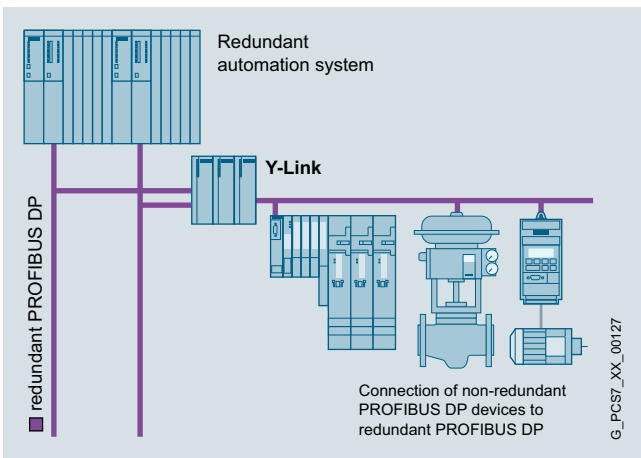 Redundant
automation system
Y-Link
redundant PROFIBUS DP
Connection of non-redundant
PROFIBUS DP devices to
redundant PROFIBUS DP
G_PCS7_XX_00127